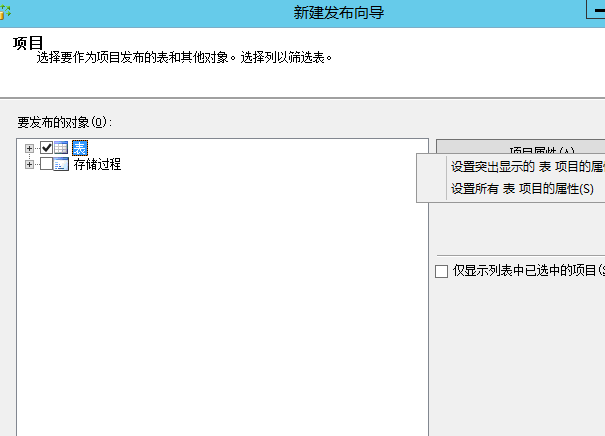 新建发布向导
项目
选择要作为项目发布的表和其他对象。选择列以筛选表。
要发布的对象(O):
表
存储过程
项目属性(A)
设置突出显示的 表 项目的属
设置所有 表 项目的属性(S)
仅显示列表中已选中的项目(S